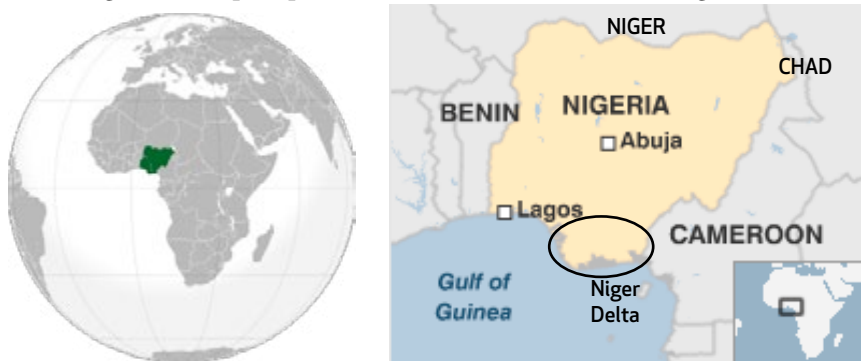 NIGER
CHAD
BENIN
NIGERIA
Abuja
Lagos
CAMEROON
Gulf of
Guinea
Niger
Delta